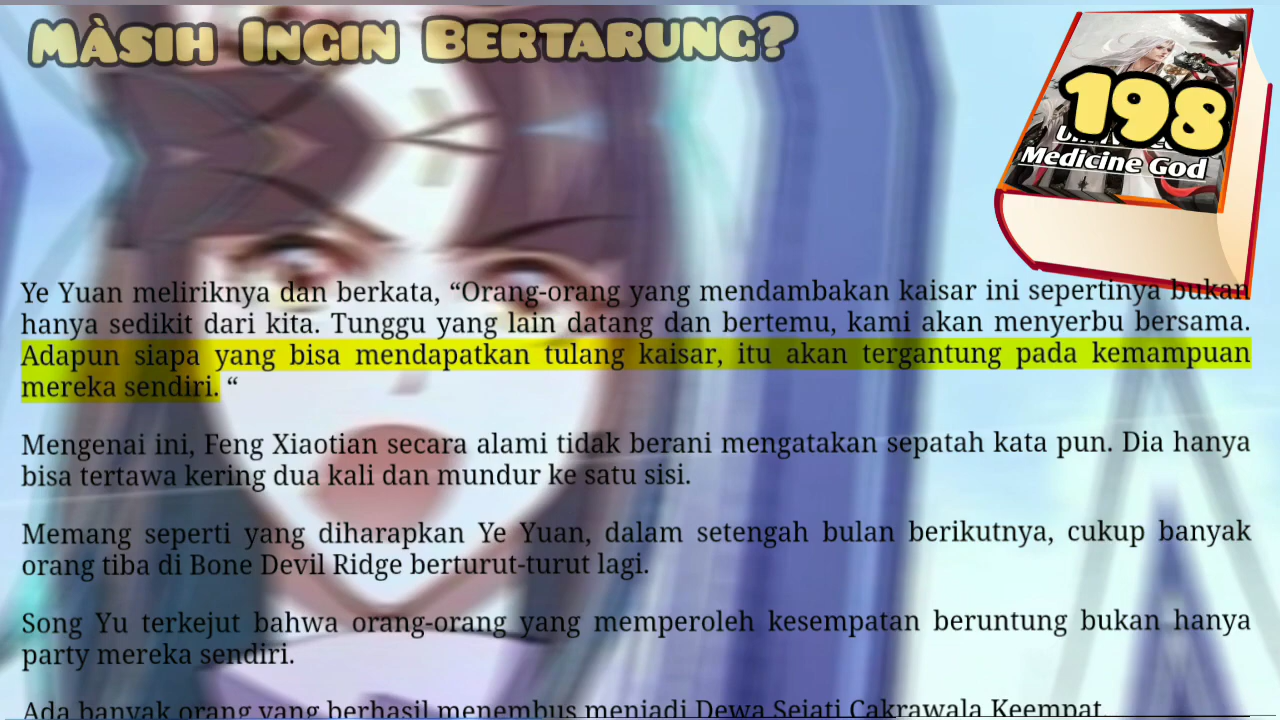 Màsih Ingin Bertarung?
198
Medicine God
Ye Yuan meliriknya dan berkata, “Orang-orang yang mendambakan kaisar ini sepertinya bukan
hanya sedikit dari kita. Tunggu yang lain datang dan bertemu, kami akan menyerbu bersama.
Adapun siapa yang bisa mendapatkan tulang kaisar, itu akan tergantung pada kemampuan
mereka sendiri. “
Mengenai ini, Feng Xiaotian secara alami tidak berani mengatakan sepatah kata pun. Dia hanya
bisa tertawa kering dua kali dan mundur ke satu sisi.
Memang seperti yang diharapkan Ye Yuan, dalam setengah bulan berikutnya, cukup banyak
orang tiba di Bone Devil Ridge berturut-turut lagi.
Song Yu terkejut bahwa orang-orang yang memperoleh kesempatan beruntung bukan hanya
party mereka sendiri.
Ada banyak orang yang berhasil menembus menjadi Dewa Sejati Cakrawala Keempat.